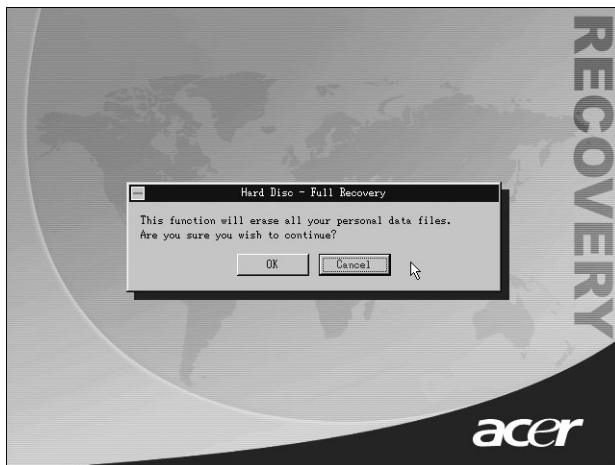 RECOVERY
Hard Disc - Full Recovery
This function will erase all your personal data files.
Are you sure you wish to continue?
OK Cancel
acer